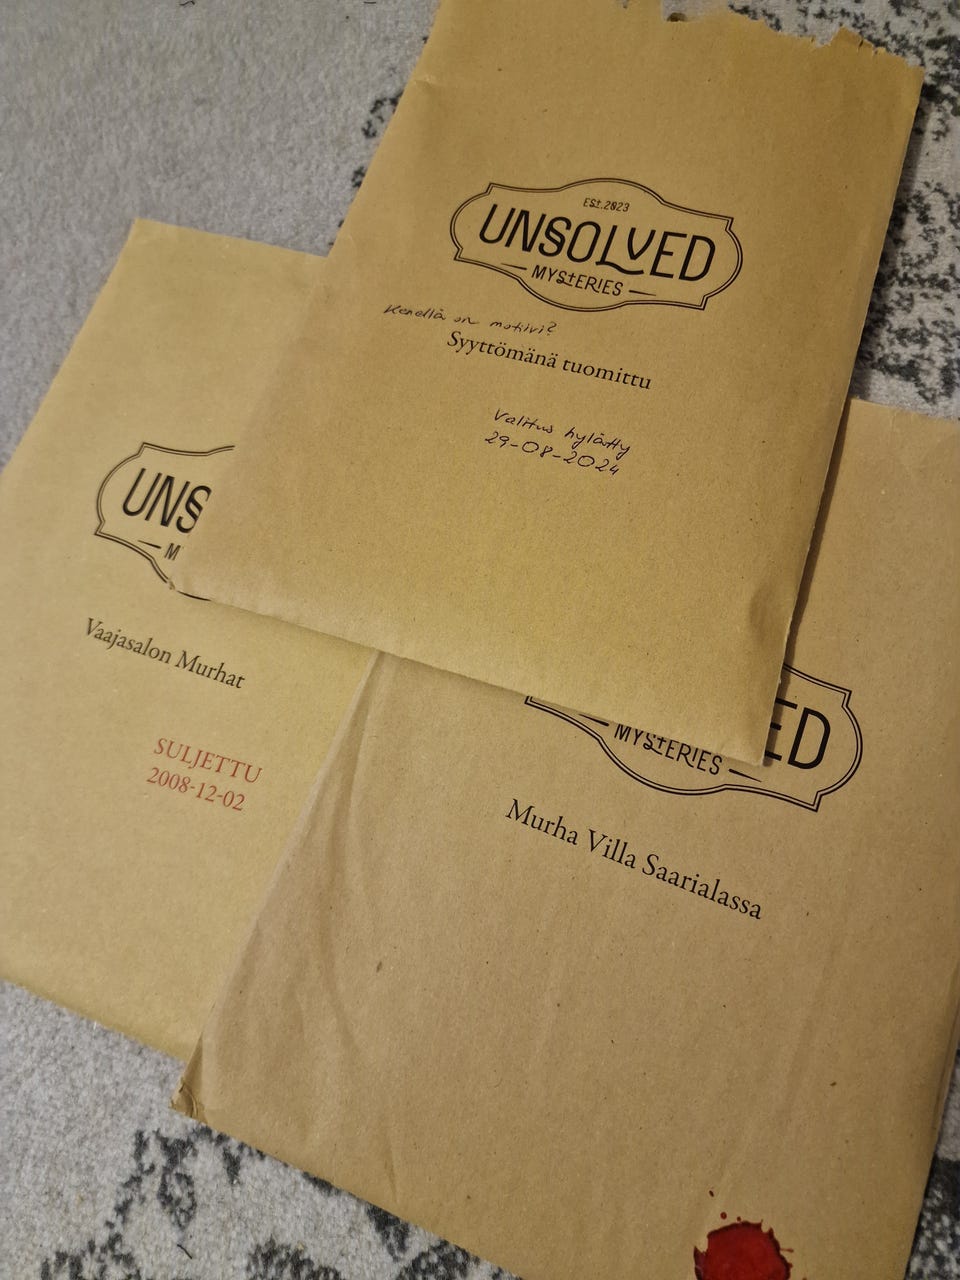 EST.2023
UNSOLVED
MYSTERIES
Kenellä on motiivi?
Syyttömänä tuomittu
Valitus hylätty
29-08-2024
UNS
M
Vaajasalon Murhat
SULJETTU
2008-12-02
ED
MYSTERIES
Murha Villa Saarialassa